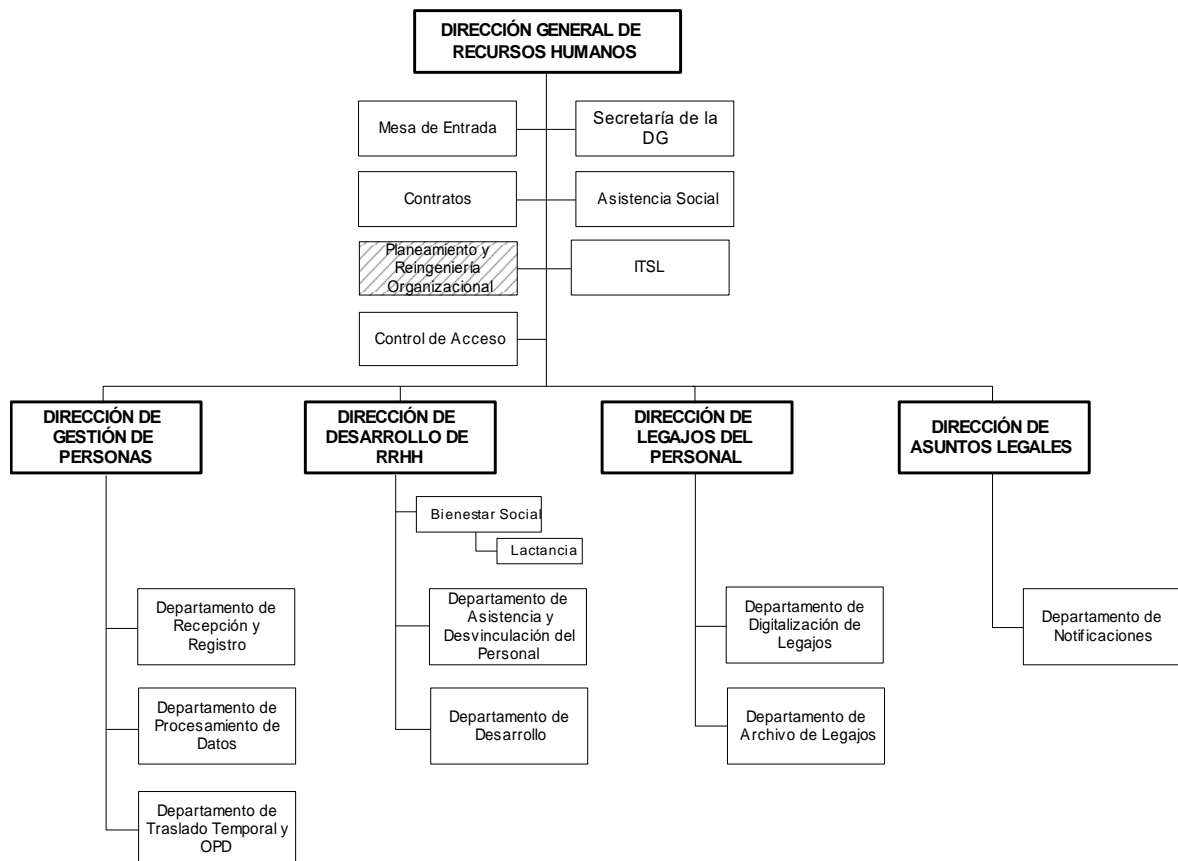 DIRECCIÓN GENERAL DE
RECURSOS HUMANOS
Mesa de Entrada
Secretaría de la
DG
Contratos
Asistencia Social
Planeamiento y
Reingeniería
Organizacional
ITSL
Control de Acceso
DIRECCIÓN DE
GESTIÓN DE
PERSONAS
DIRECCIÓN DE
DESARROLLO DE
RRHH
DIRECCIÓN DE
LEGAJOS DEL
PERSONAL
DIRECCIÓN DE
ASUNTOS LEGALES
Bienestar Social
Lactancia
Departamento de
Recepción y
Registro
Departamento de
Asistencia y
Desvinculación del
Personal
Departamento de
Digitalización de
Legajos
Departamento de
Notificaciones
Departamento de
Procesamiento de
Datos
Departamento de
Desarrollo
Departamento de
Archivo de Legajos
Departamento de
Traslado Temporal y
OPD